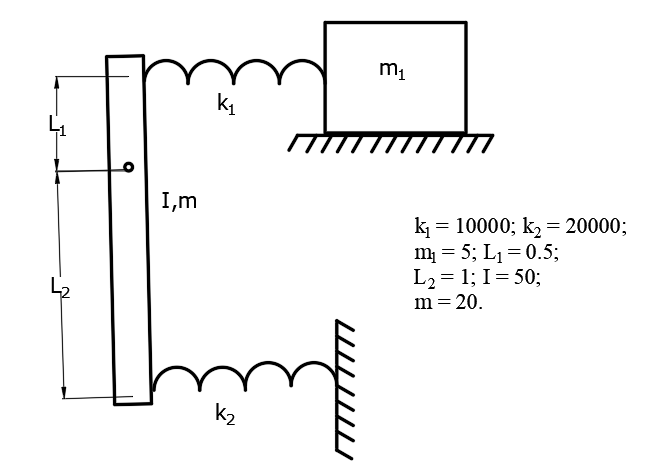 m₁
k₁
L₁
I,m
k₁ = 10000; k₂ = 20000;
m₁ = 5; L₁ = 0.5;
L₂ = 1; I = 50;
m = 20.
L₂
k₂